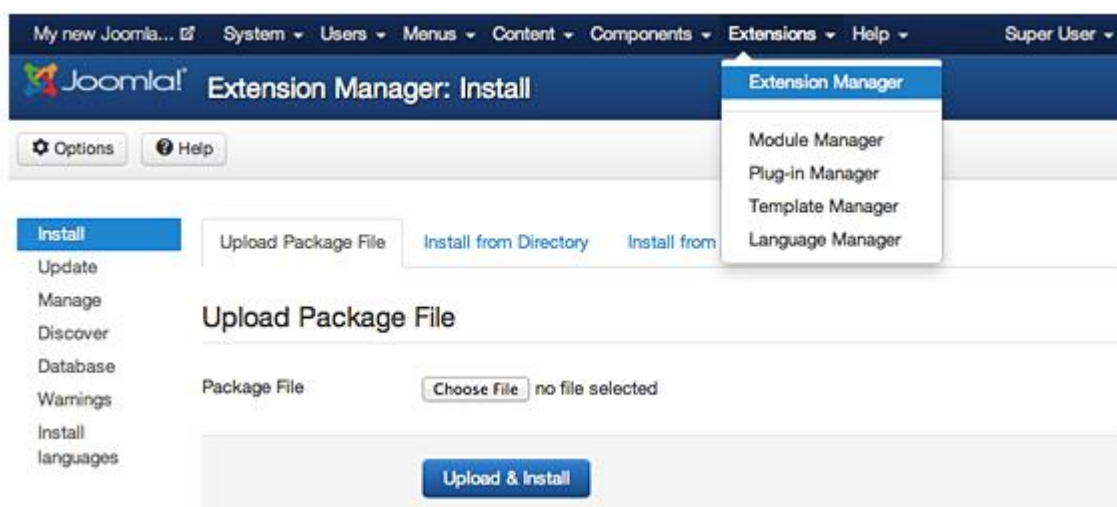 My new Joomla... System Users Menus Content Components Extensions Help Super User
Joomla! Extension Manager: Install
Extension Manager
Options Help
Module Manager
Plug-in Manager
Template Manager
Language Manager
Install
Update
Manage
Discover
Database
Warnings
Install
languages
Upload Package File Install from Directory Install from
Upload Package File
Package File Choose File no file selected
Upload & Install